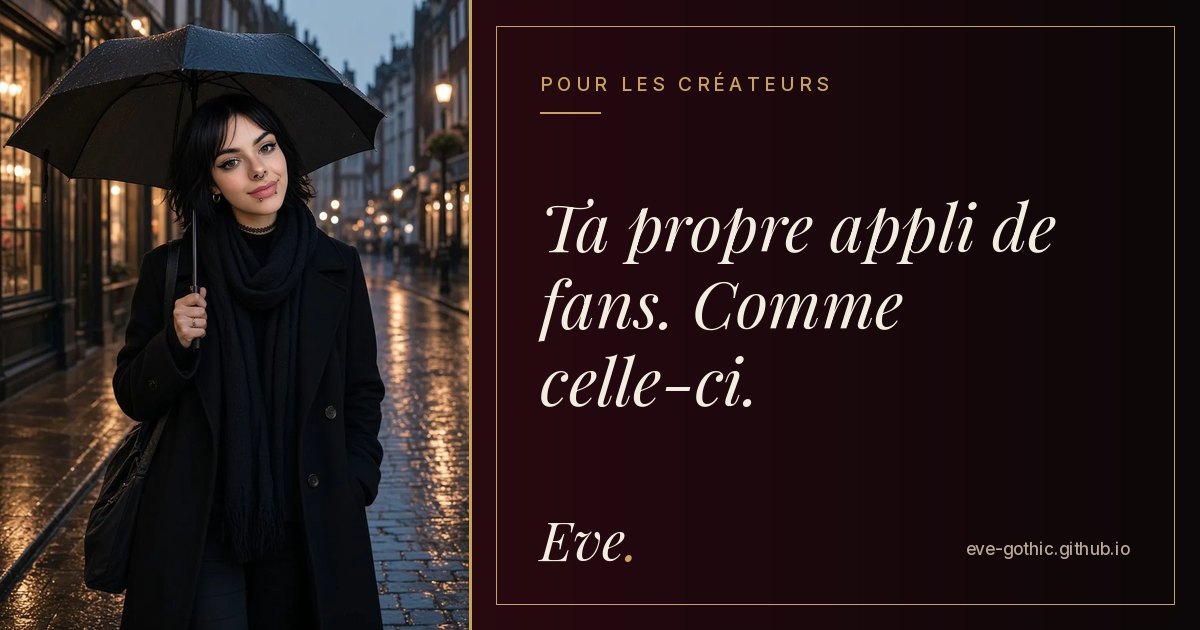 POUR LES CRÉATEURS
Ta propre appli de
fans. Comme
celle-ci.
Eve.
eve-gothic.github.io